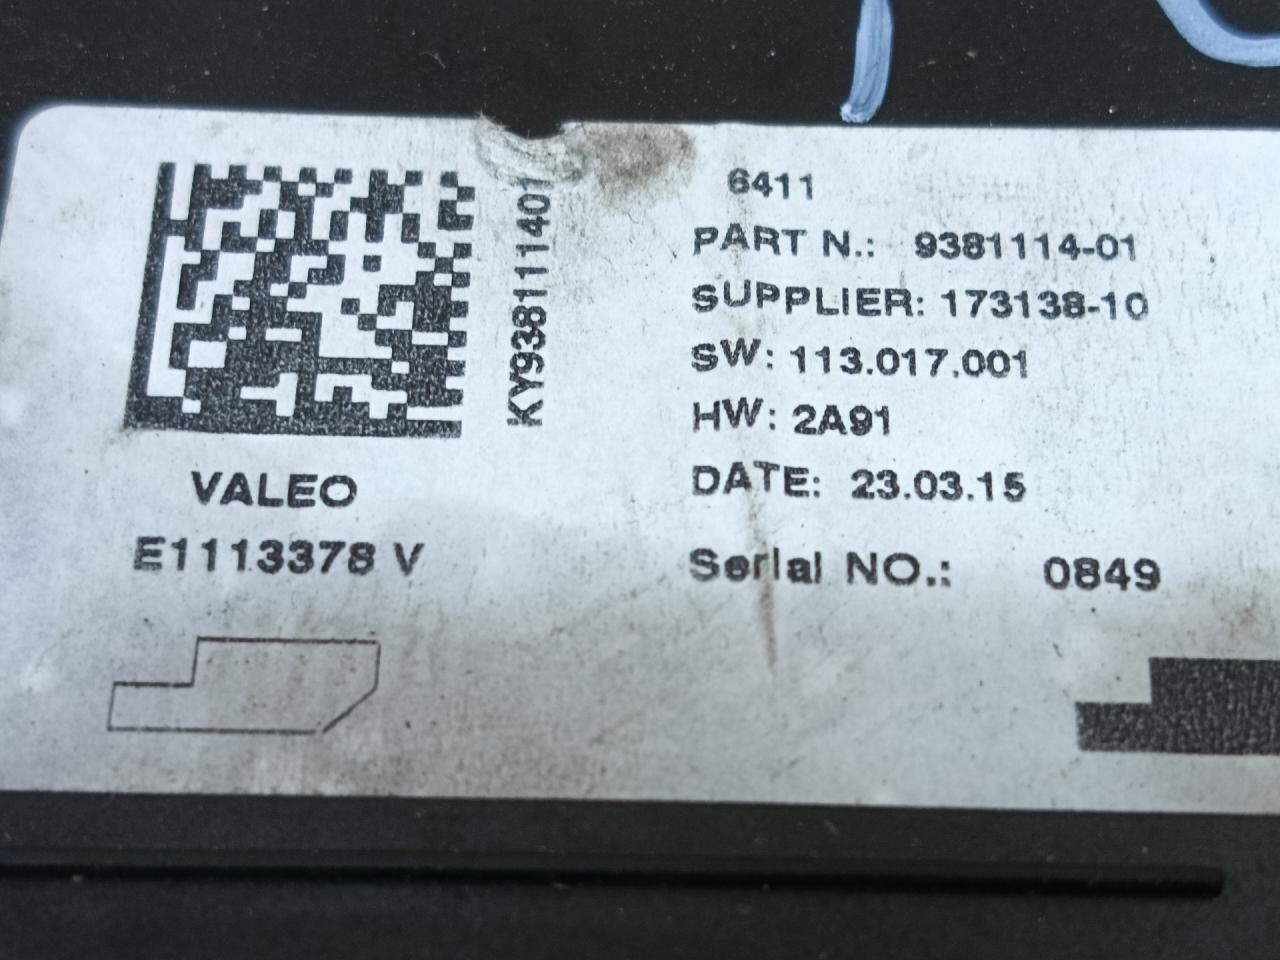 6411
PART N.: 9381114-01
SUPPLIER: 173138-10
SW: 113.017.001
HW: 2A91
DATE: 23.03.15
Serial NO.: 0849
KY938111401
VALEO
E1113378 V